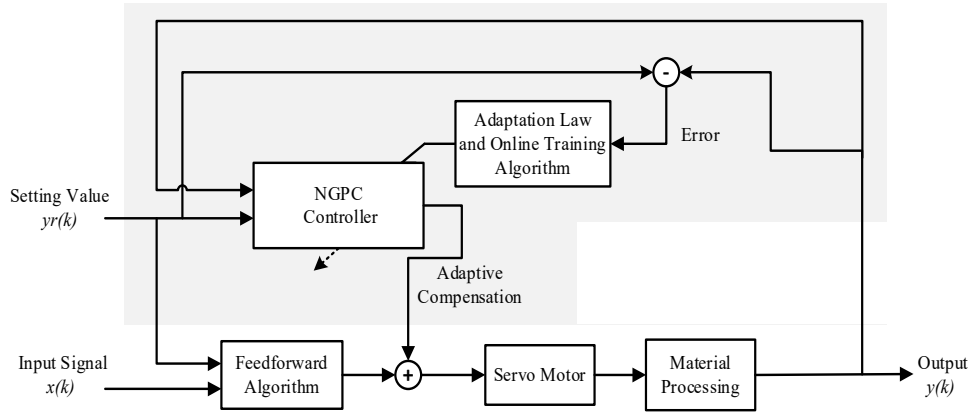 -
Adaptation Law
and Online Training
Algorithm
Error
NGPC
Controller
Setting Value
yr(k)
Adaptive
Compensation
Input Signal
x(k)
Feedforward
Algorithm
+
Servo Motor
Material
Processing
Output
y(k)